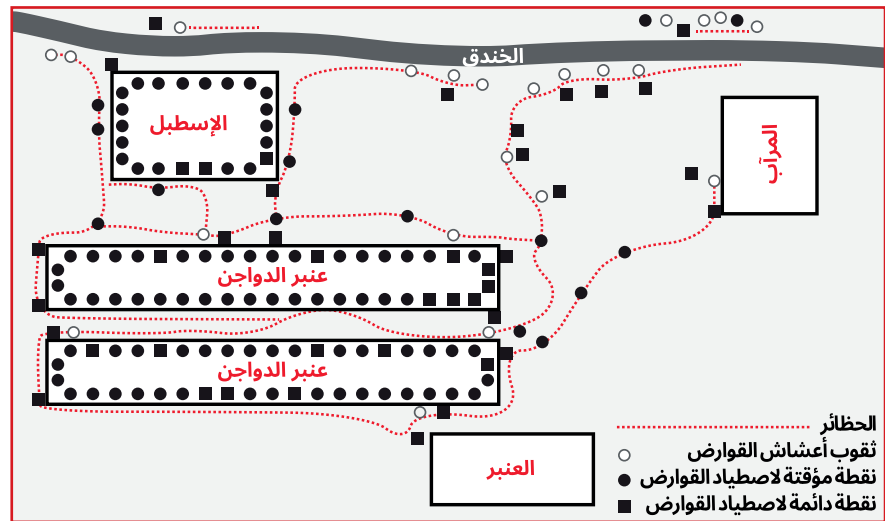 الخندق
الإسطبل
المرآب
عنبر الدواجن
عنبر الدواجن
العنبر
الحظائر
ثقوب أعشاش القوارض
نقطة مؤقتة لاصطياد القوارض
نقطة دائمة لاصطياد القوارض